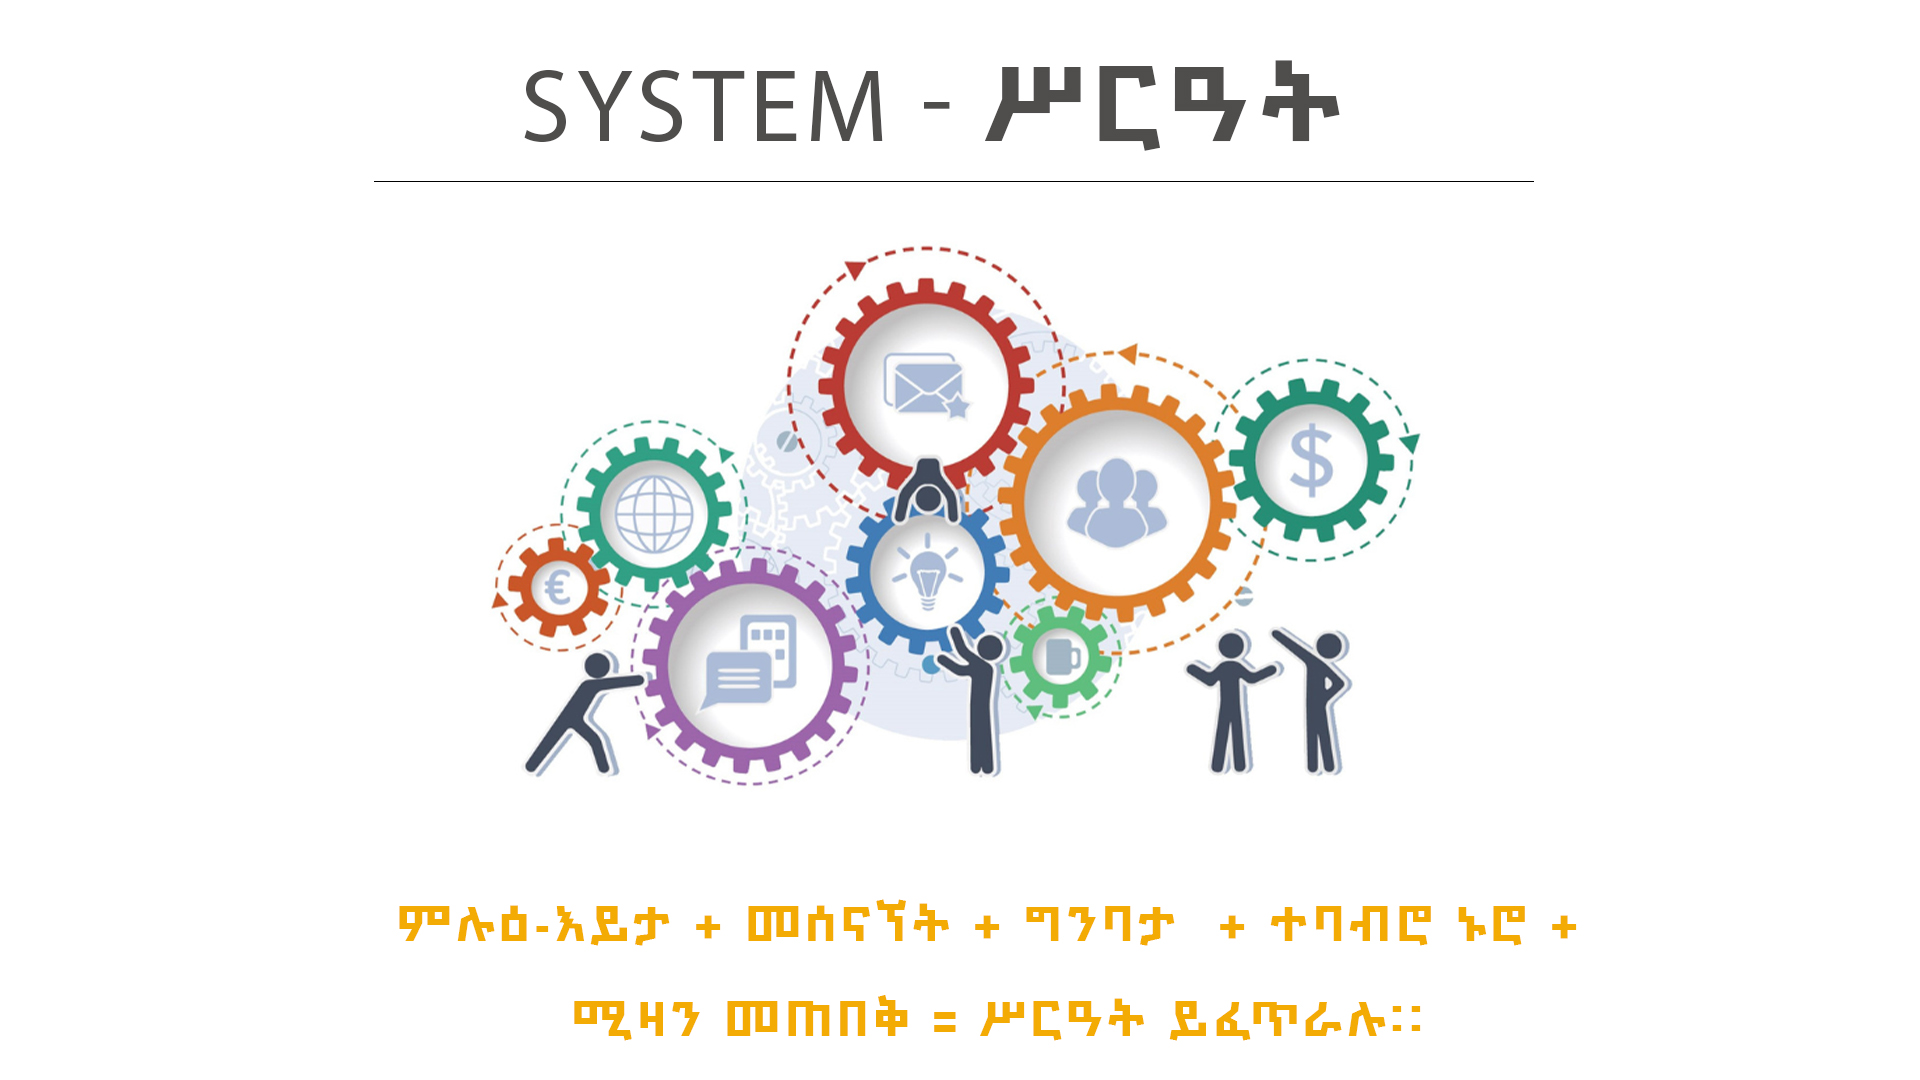 SYSTEM - ሥርዓት
€
$
ምሉዕ-እይታ + መሰናኘት + ግንባታ + ተባብሮ ኑሮ +
ሚዛን መጠበቅ = ሥርዓት ይፈጥራሉ፡፡